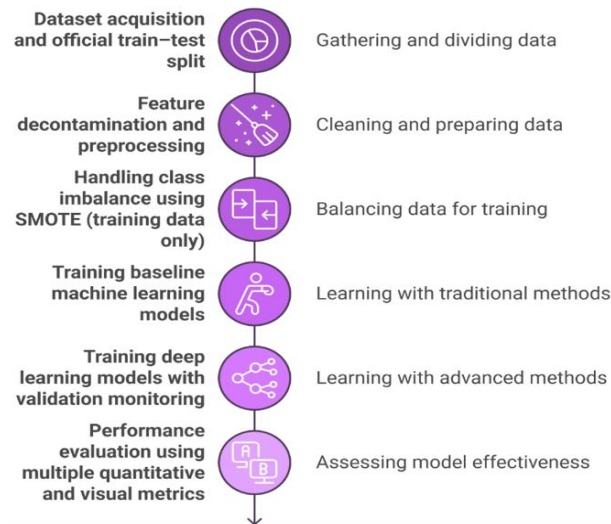 Dataset acquisition
and official train–test
split
Gathering and dividing data
Feature
decontamination and
preprocessing
Cleaning and preparing data
Handling class
imbalance using
SMOTE (training data
only)
Balancing data for training
Training baseline
machine learning
models
Learning with traditional methods
Training deep
learning models with
validation monitoring
Learning with advanced methods
Performance
evaluation using
multiple quantitative
and visual metrics
A
B
Assessing model effectiveness